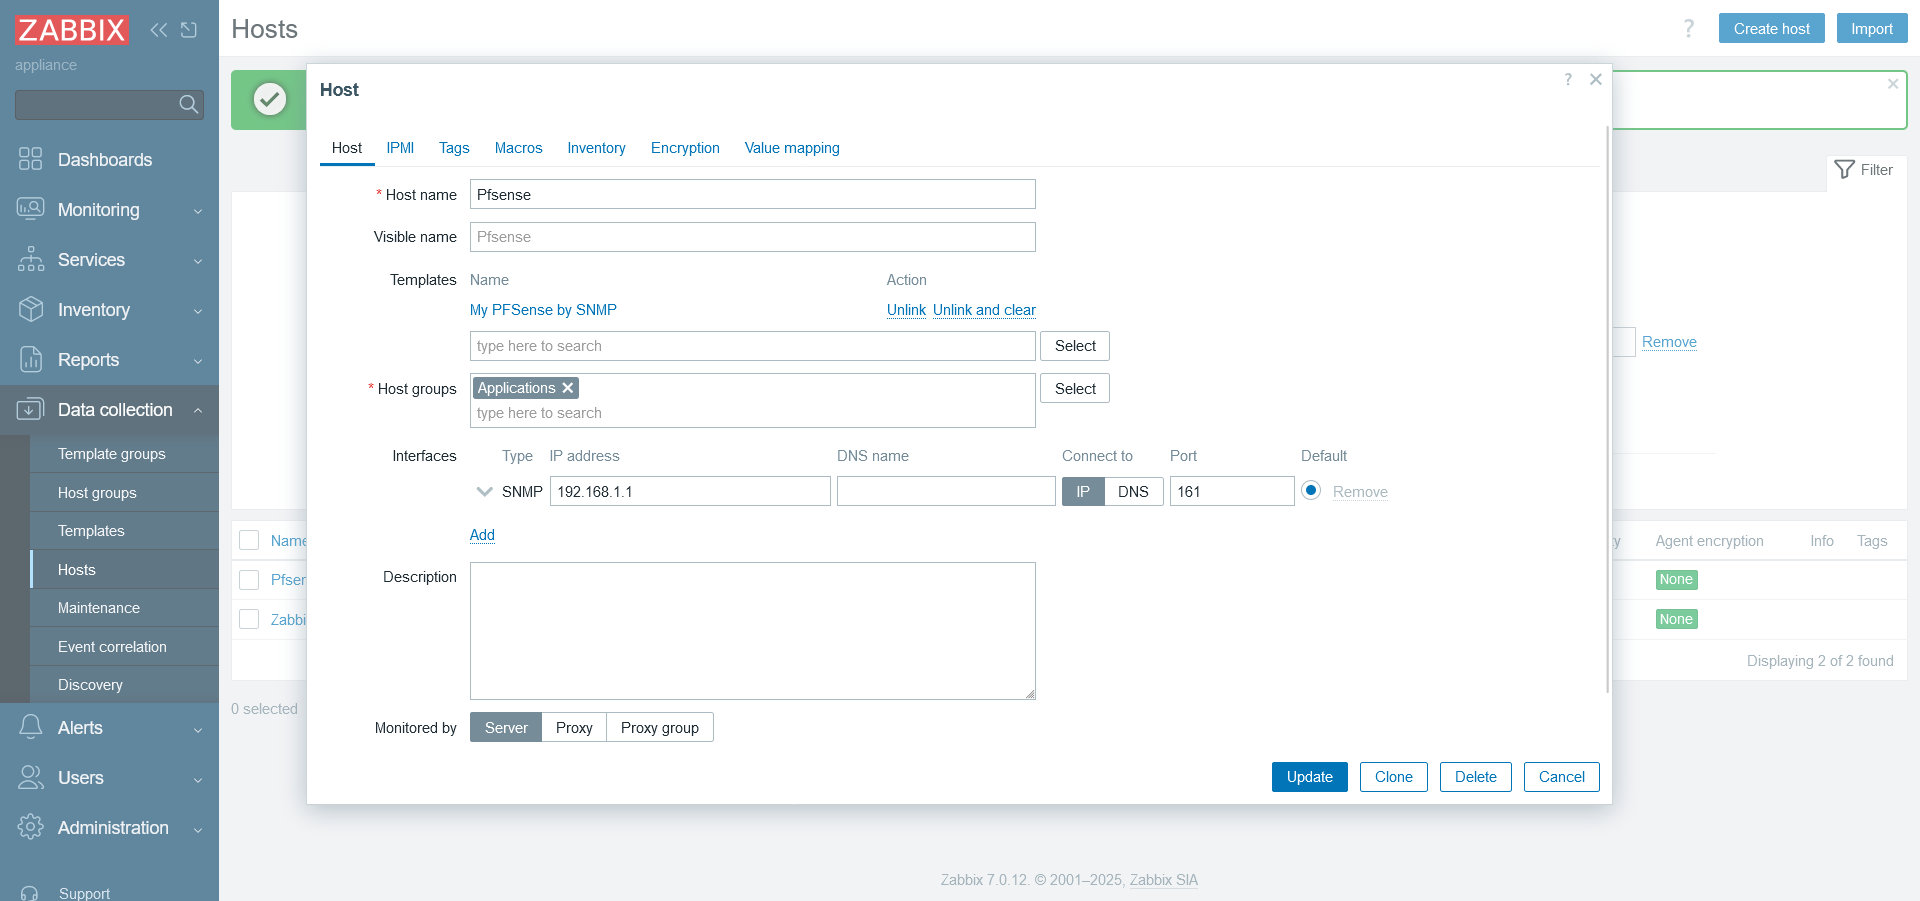 ZABBIX
appliance
Dashboards
Monitoring
Services
Inventory
Reports
Data collection
Template groups
Host groups
Templates
Hosts
Maintenance
Event correlation
Discovery
Alerts
Users
Administration
Support
Hosts
?
Create host
Import
Filter
Remove
Name
Agent encryption
Info
Tags
None
None
Displaying 2 of 2 found
0 selected
Host
?
Host IPMI Tags Macros Inventory Encryption Value mapping
* Host name Pfsense
Visible name Pfsense
Templates Name Action
My PFSense by SNMP Unlink Unlink and clear
type here to search Select
* Host groups Applications Select
type here to search
Interfaces Type IP address DNS name Connect to Port Default
SNMP 192.168.1.1 IP DNS 161 Remove
Add
Description
Monitored by Server Proxy Proxy group
Update Clone Delete Cancel
Zabbix 7.0.12. © 2001–2025, Zabbix SIA